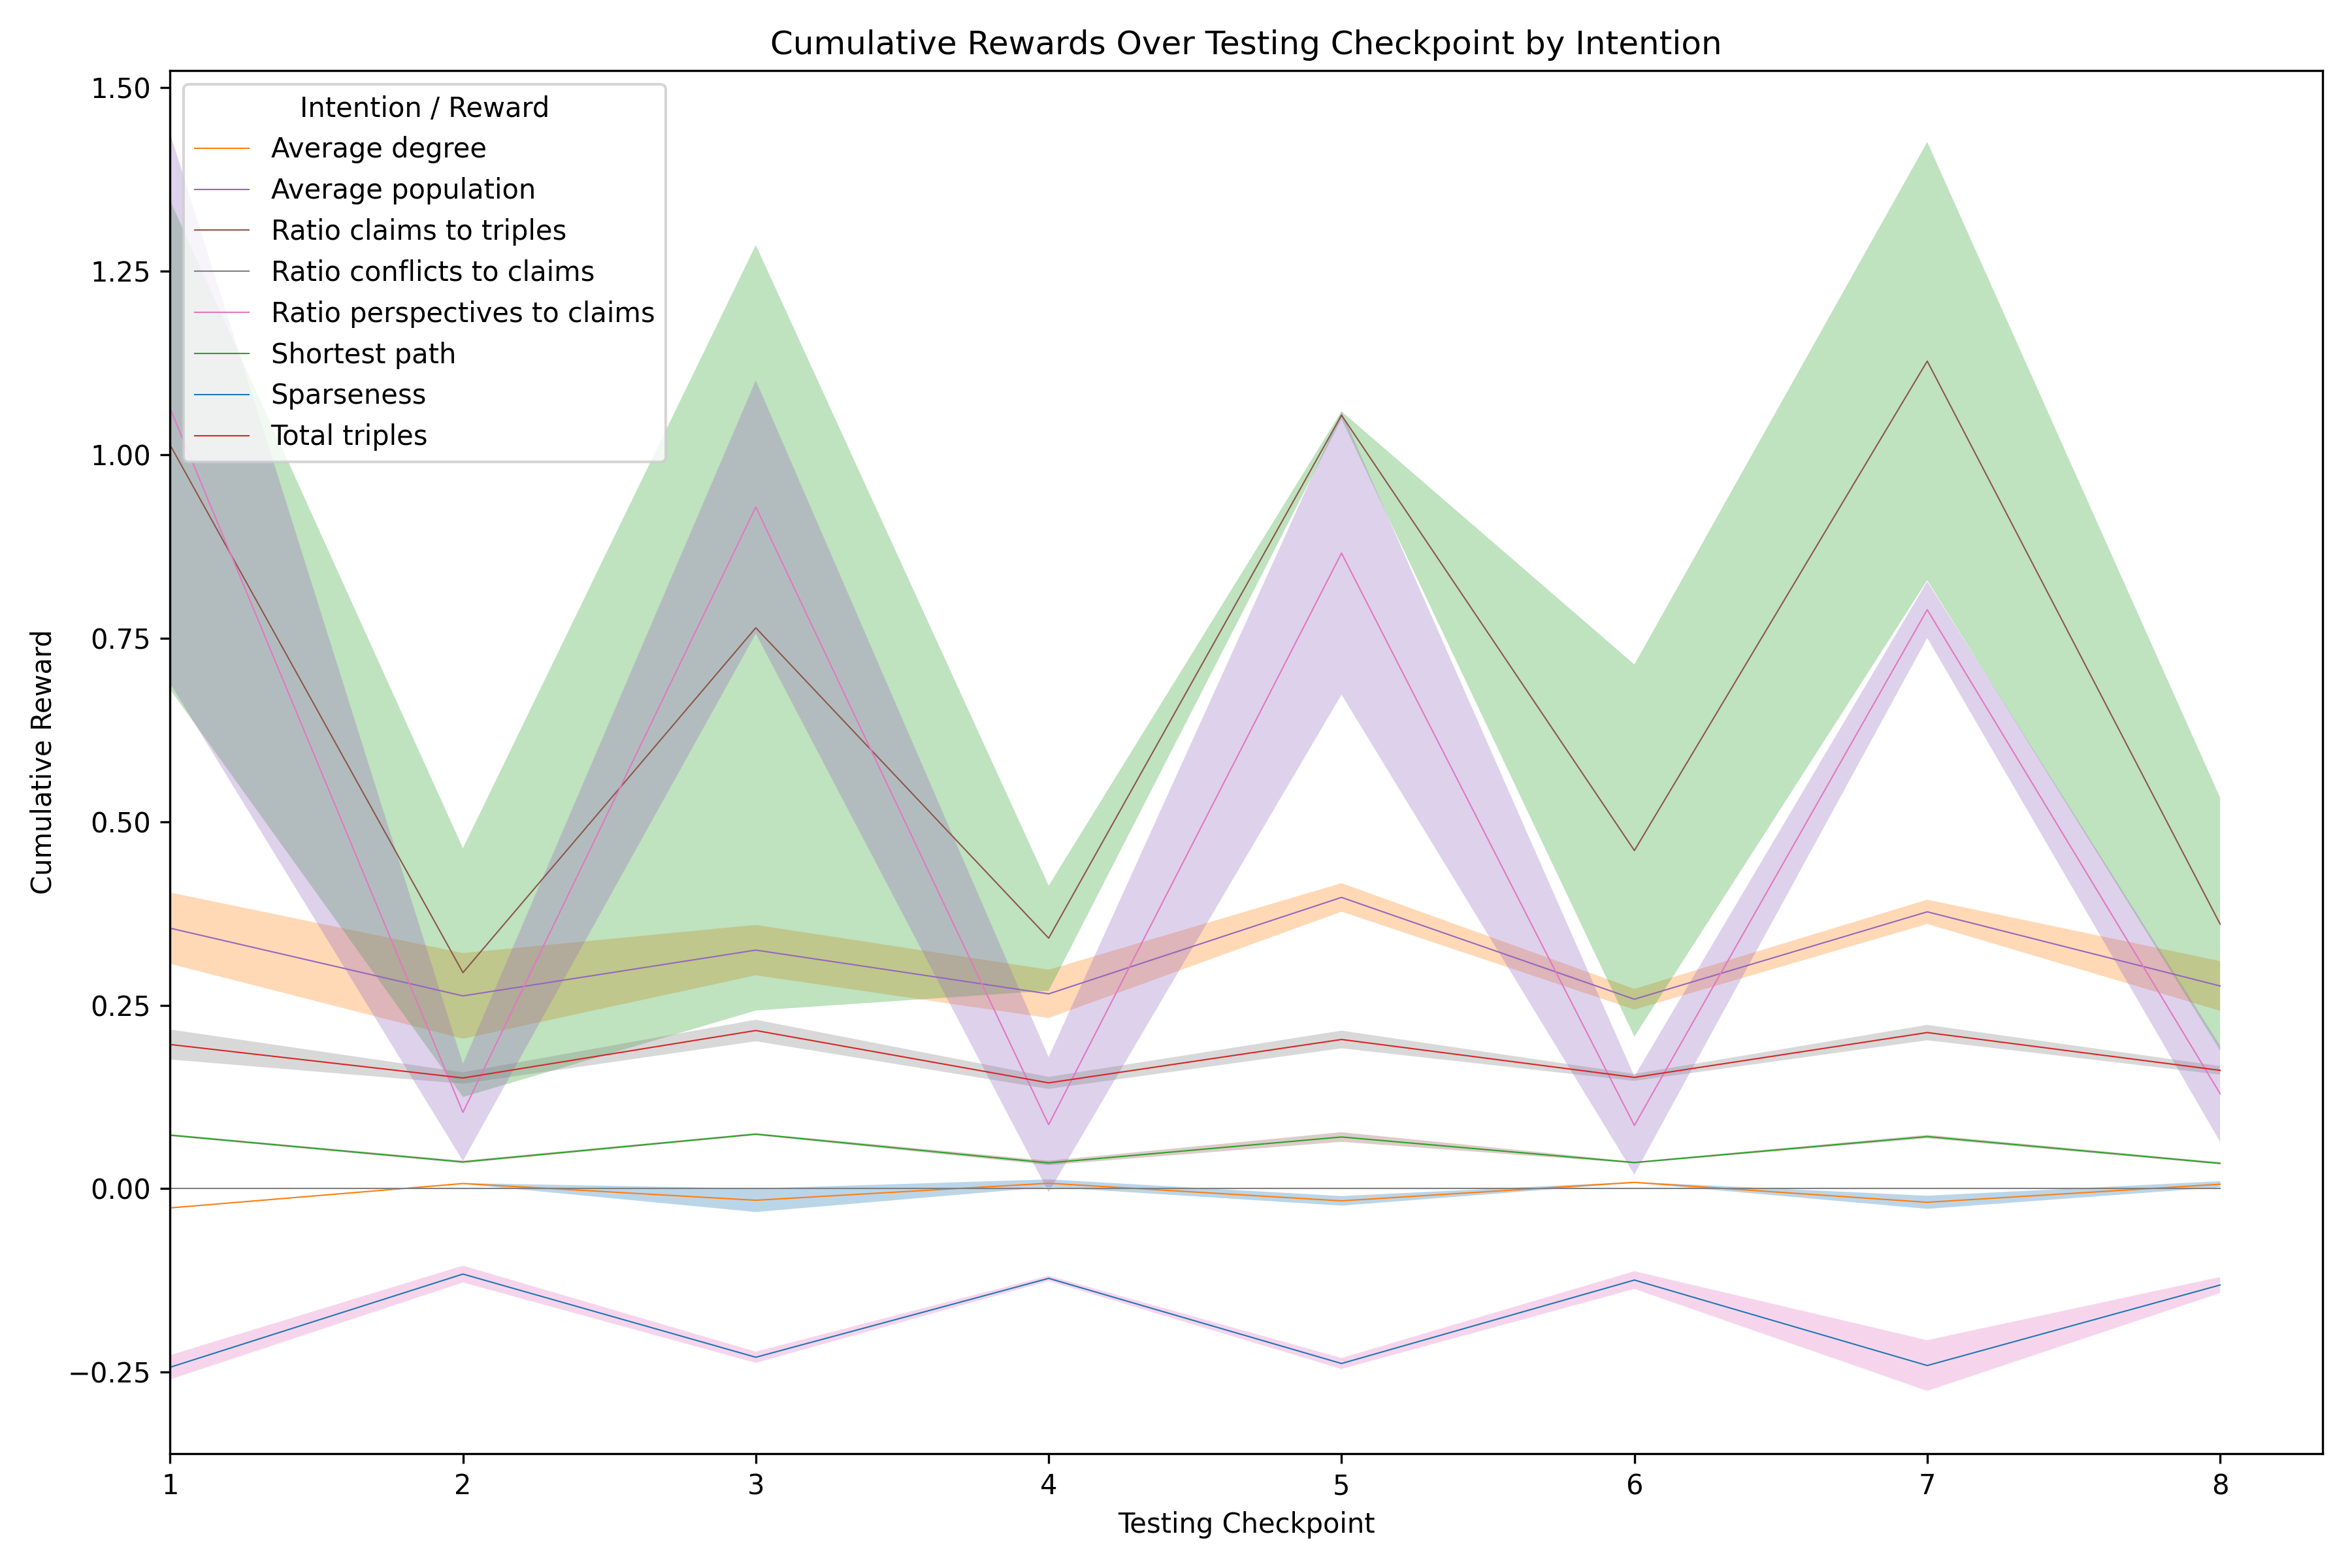 Cumulative Rewards Over Testing Checkpoint by Intention
Intention / Reward
Average degree
Average population
Ratio claims to triples
Ratio conflicts to claims
Ratio perspectives to claims
Shortest path
Sparseness
Total triples
Cumulative Reward
1.50
1.25
1.00
0.75
0.50
0.25
0.00
−0.25
1 2 3 4 5 6 7 8
Testing Checkpoint